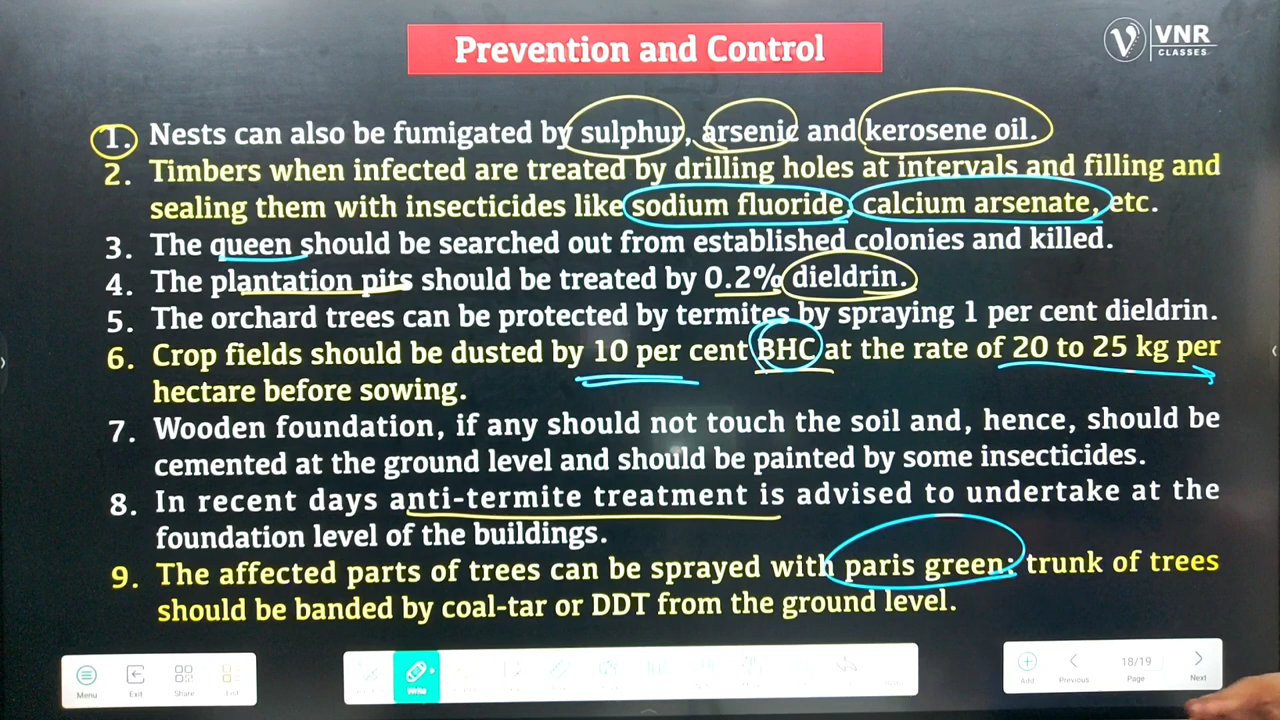 Prevention and Control
VNR
CLASSES
1. Nests can also be fumigated by sulphur, arsenic and kerosene oil.
2. Timbers when infected are treated by drilling holes at intervals and filling and
sealing them with insecticides like sodium fluoride, calcium arsenate, etc.
3. The queen should be searched out from established colonies and killed.
4. The plantation pits should be treated by 0.2% dieldrin.
5. The orchard trees can be protected by termites by spraying 1 per cent dieldrin.
6. Crop fields should be dusted by 10 per cent BHC at the rate of 20 to 25 kg per
hectare before sowing.
7. Wooden foundation, if any should not touch the soil and, hence, should be
cemented at the ground level and should be painted by some insecticides.
8. In recent days anti-termite treatment is advised to undertake at the
foundation level of the buildings.
9. The affected parts of trees can be sprayed with paris green; trunk of trees
should be banded by coal-tar or DDT from the ground level.
Menu Exit Share List Write Add Previous 18/19 Page Next